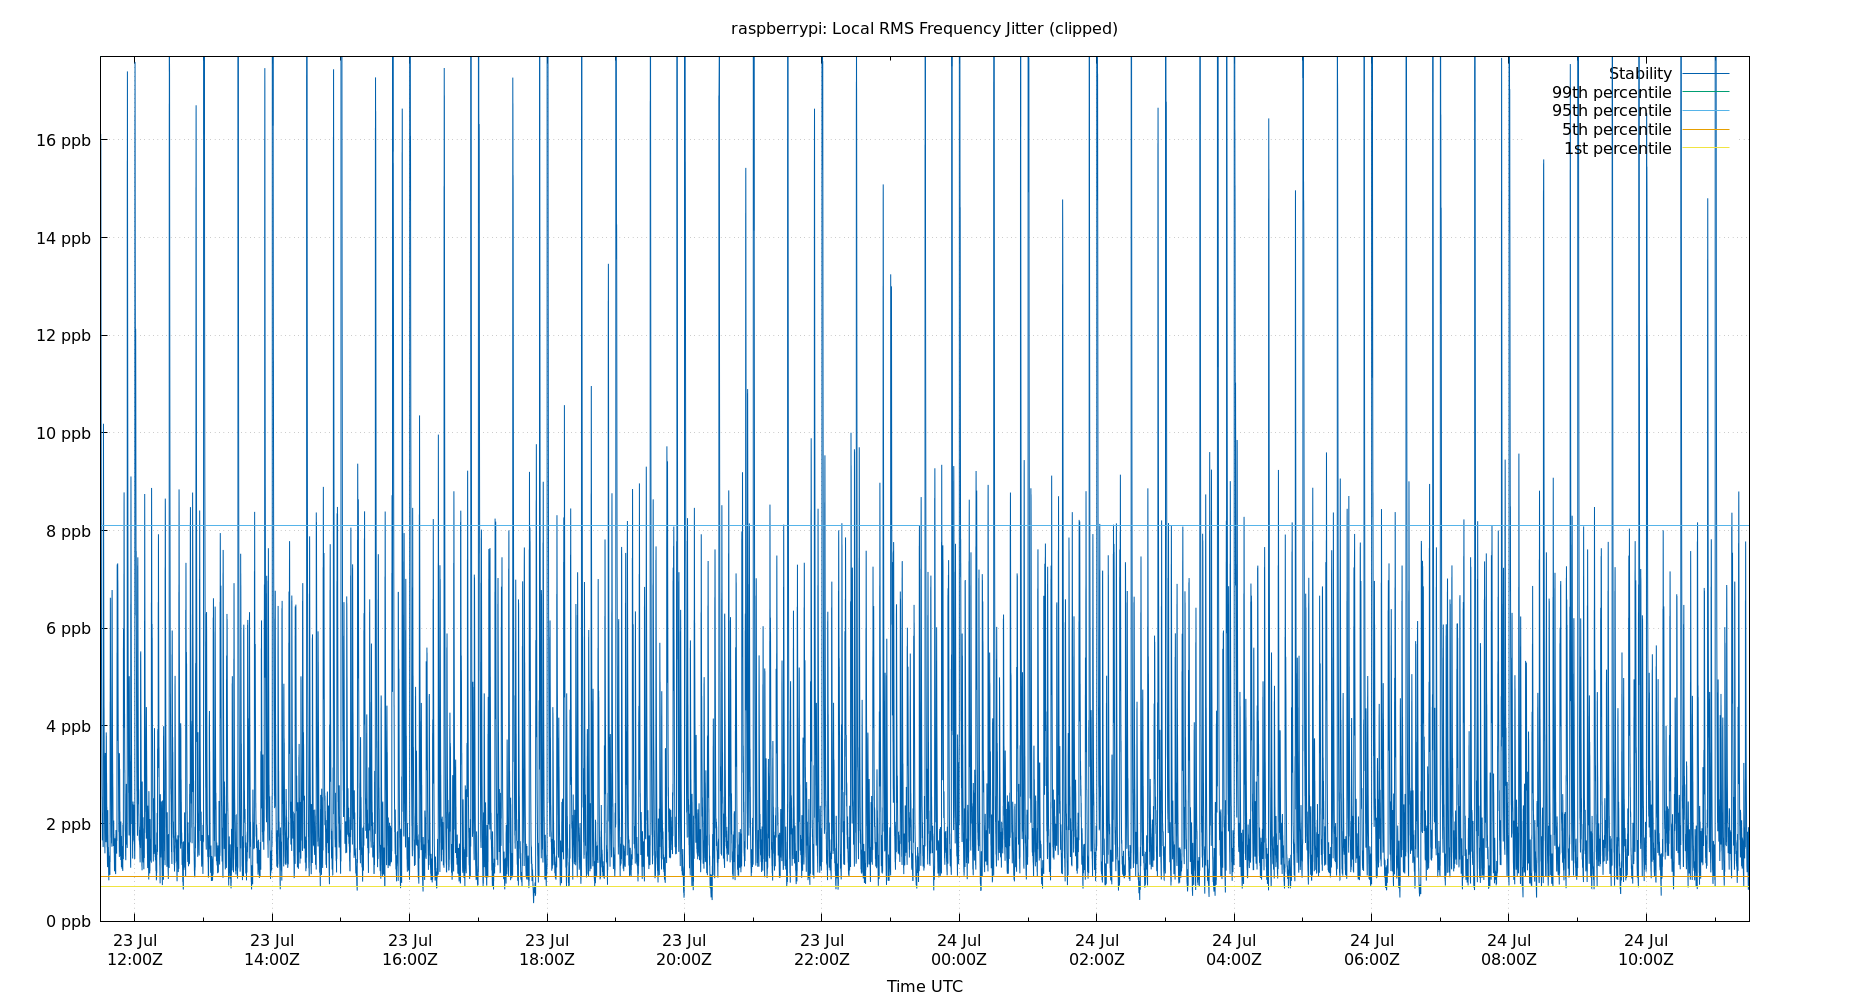 raspberrypi: Local RMS Frequency Jitter (clipped)
Stability
99th percentile
95th percentile
5th percentile
1st percentile
16 ppb
14 ppb
12 ppb
10 ppb
8 ppb
6 ppb
4 ppb
2 ppb
0 ppb
23 Jul 23 Jul 23 Jul 23 Jul 23 Jul 23 Jul 24 Jul 24 Jul 24 Jul 24 Jul 24 Jul 24 Jul
12:00Z 14:00Z 16:00Z 18:00Z 20:00Z 22:00Z 00:00Z 02:00Z 04:00Z 06:00Z 08:00Z 10:00Z
Time UTC